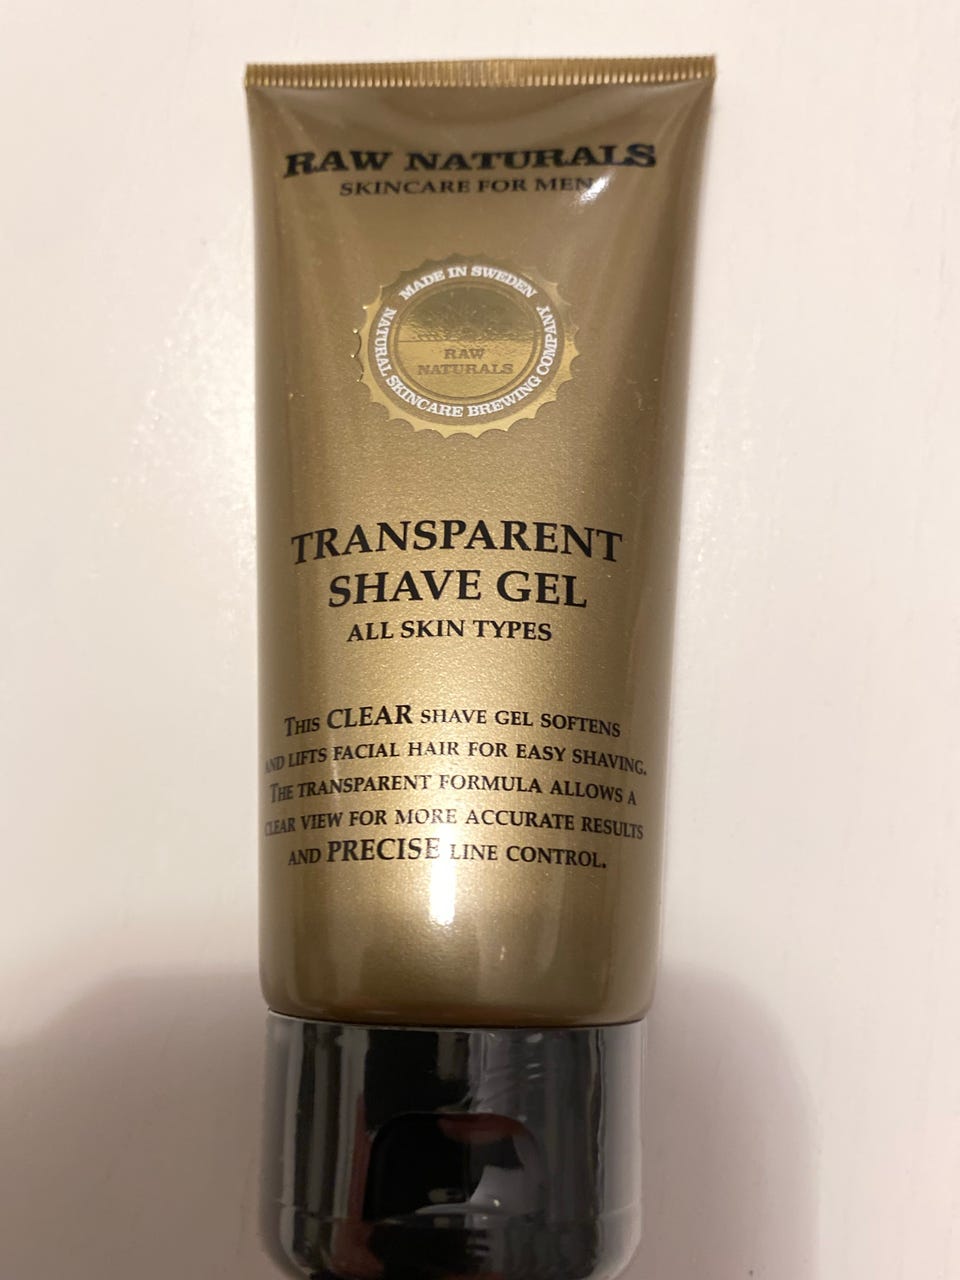 RAW NATURALS
SKINCARE FOR MEN
MADE IN SWEDEN
NATURAL SKINCARE BREWING COMPANY
RAW
NATURALS
TRANSPARENT
SHAVE GEL
ALL SKIN TYPES
THIS CLEAR SHAVE GEL SOFTENS
AND LIFTS FACIAL HAIR FOR EASY SHAVING.
THE TRANSPARENT FORMULA ALLOWS A
CLEAR VIEW FOR MORE ACCURATE RESULTS
AND PRECISE LINE CONTROL.